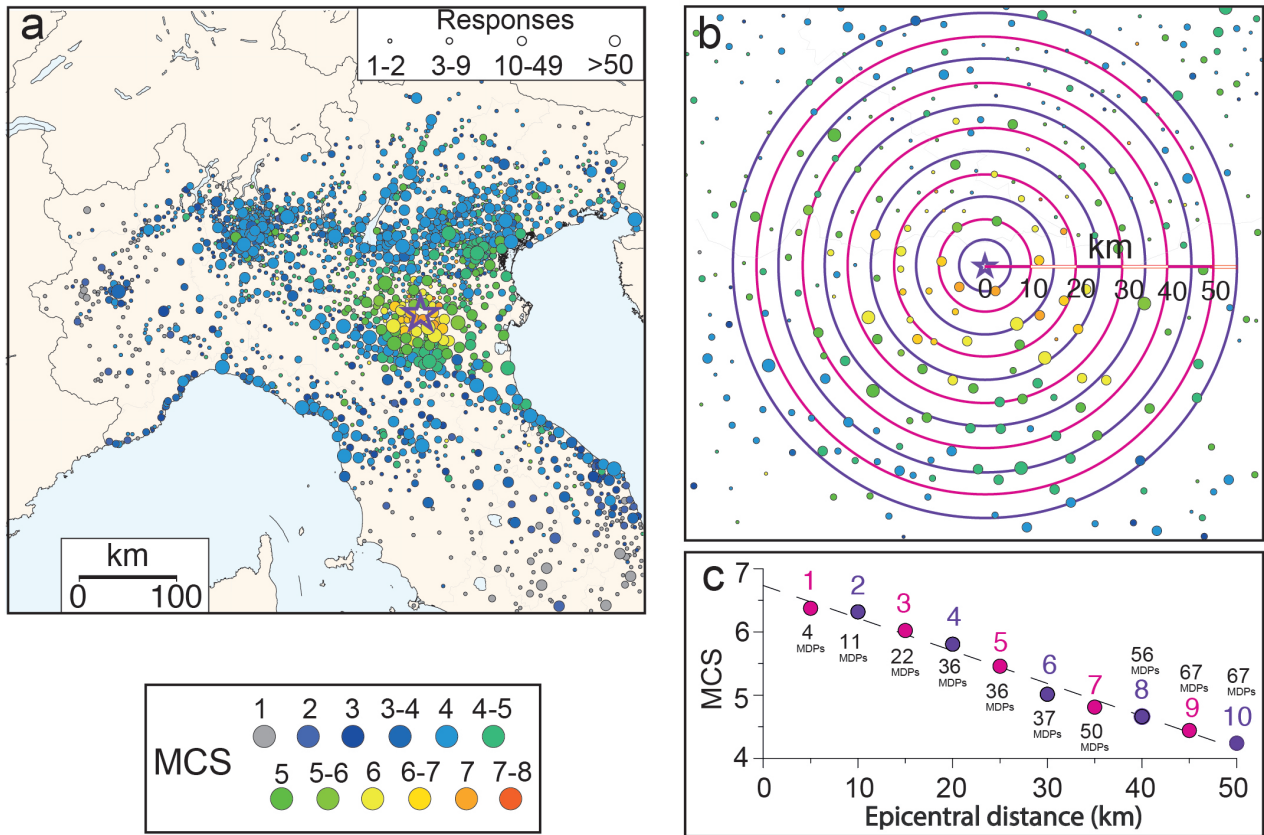 a
Responses
1-2 3-9 10-49 >50
km
0 100
MCS
1 2 3 3-4 4 4-5
5 5-6 6 6-7 7 7-8
b
km
0 10 20 30 40 50
c
7
6
5
4
MCS
1 2 3 4 5 6 7 8 9 10
4 MDPs
11 MDPs
22 MDPs
36 MDPs
36 MDPs
37 MDPs
50 MDPs
56 MDPs
67 MDPs
67 MDPs
0 10 20 30 40 50
Epicentral distance (km)